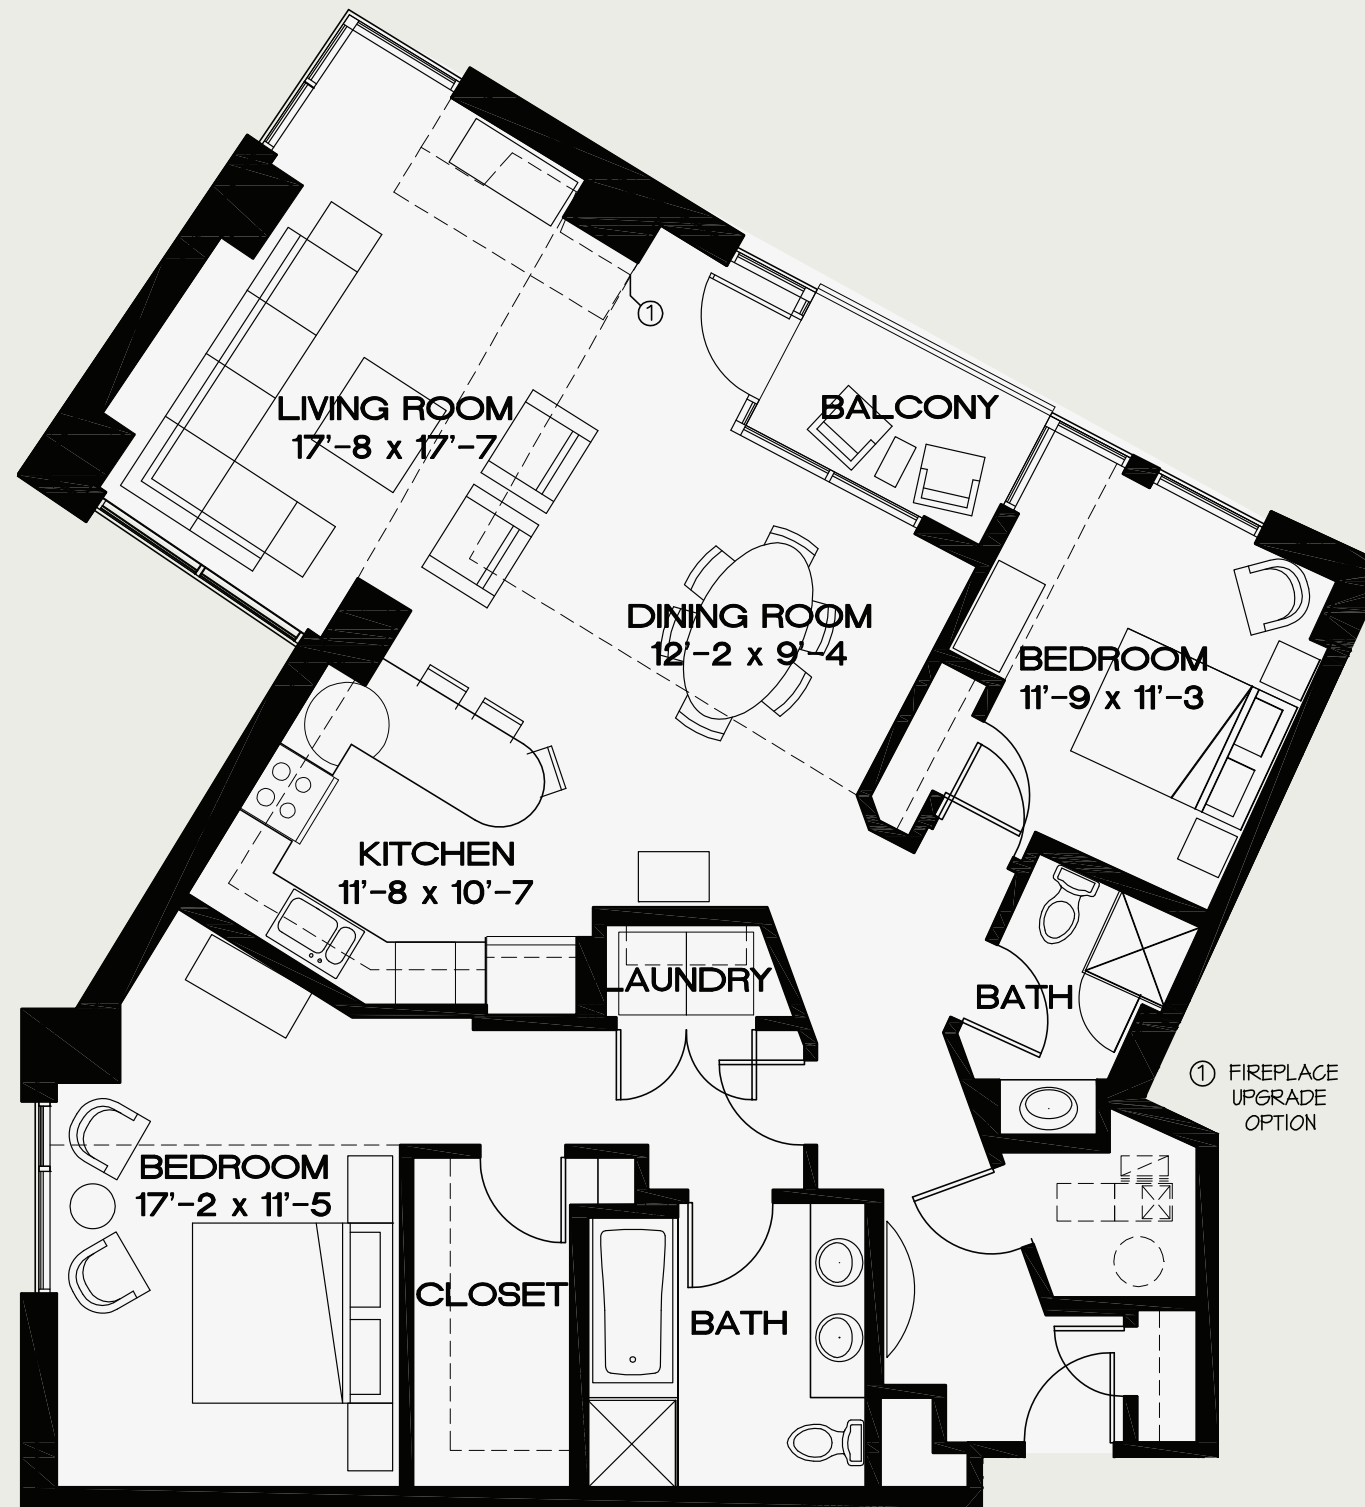 1
LIVING ROOM
17'-8 x 17'-7
BALCONY
DINING ROOM
12'-2 x 9'-4
BEDROOM
11'-9 x 11'-3
KITCHEN
11'-8 x 10'-7
LAUNDRY
BATH
1 FIREPLACE
UPGRADE
OPTION
BEDROOM
17'-2 x 11'-5
CLOSET
BATH